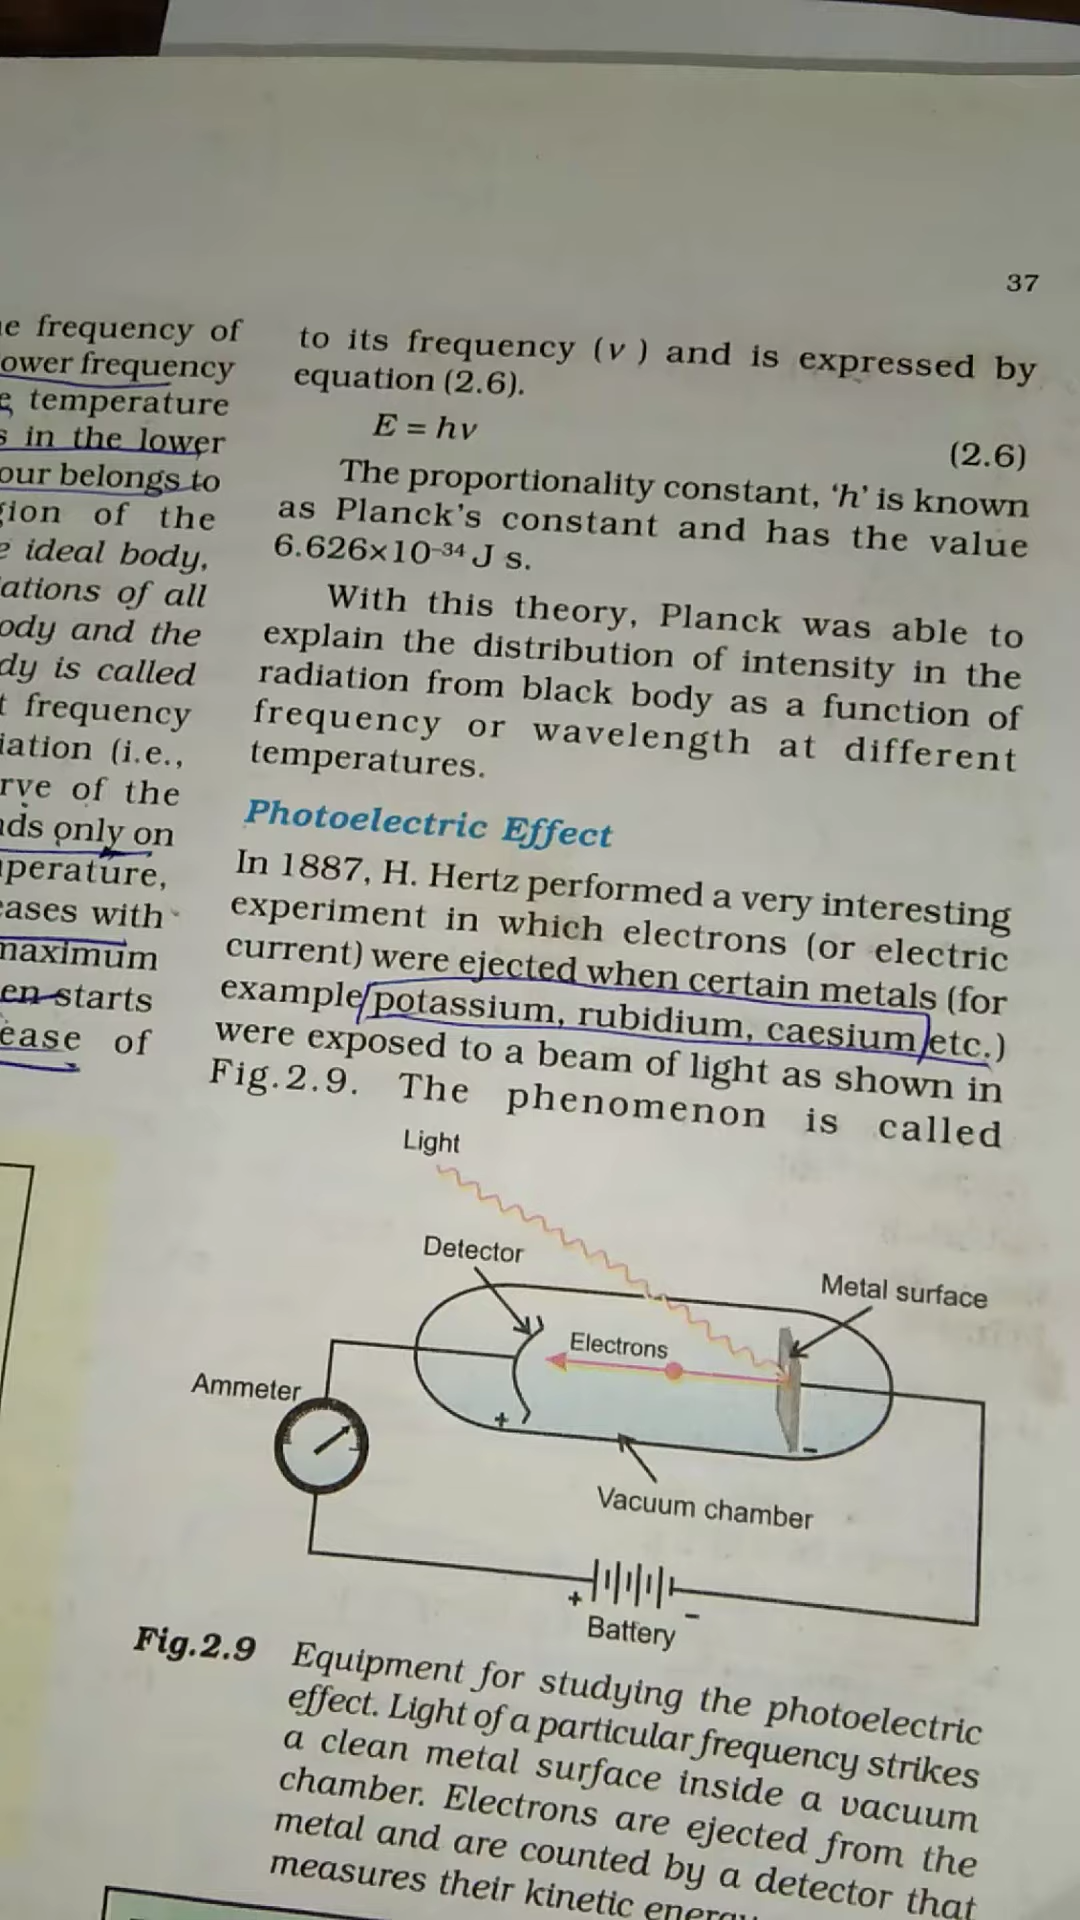 37
frequency of
ower frequency
temperature
s in the lower
our belongs to
gion of the
ideal body,
ations of all
ody and the
dy is called
t frequency
iation (i.e.,
rve of the
ds only on
perature,
eases with
maximum
en starts
ease of
to its frequency (ν ) and is expressed by
equation (2.6).
E = hν (2.6)
The proportionality constant, ‘h’ is known
as Planck’s constant and has the value
6.626×10⁻³⁴ J s.
With this theory, Planck was able to
explain the distribution of intensity in the
radiation from black body as a function of
frequency or wavelength at different
temperatures.
Photoelectric Effect
In 1887, H. Hertz performed a very interesting
experiment in which electrons (or electric
current) were ejected when certain metals (for
example potassium, rubidium, caesium etc.)
were exposed to a beam of light as shown in
Fig.2.9. The phenomenon is called
Light
Detector
Metal surface
Electrons
Ammeter
+
-
Vacuum chamber
+ -
Battery
Fig.2.9 Equipment for studying the photoelectric
effect. Light of a particular frequency strikes
a clean metal surface inside a vacuum
chamber. Electrons are ejected from the
metal and are counted by a detector that
measures their kinetic energy